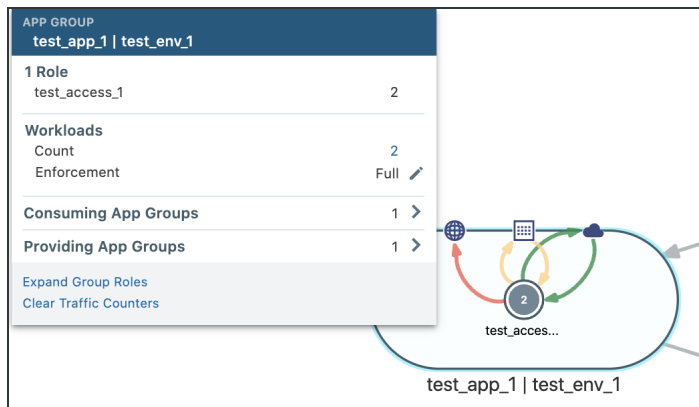 APP GROUP
test_app_1 | test_env_1
1 Role
test_access_1 2
Workloads
Count 2
Enforcement Full
Consuming App Groups 1
Providing App Groups 1
Expand Group Roles
Clear Traffic Counters
2
test_acces...
test_app_1 | test_env_1